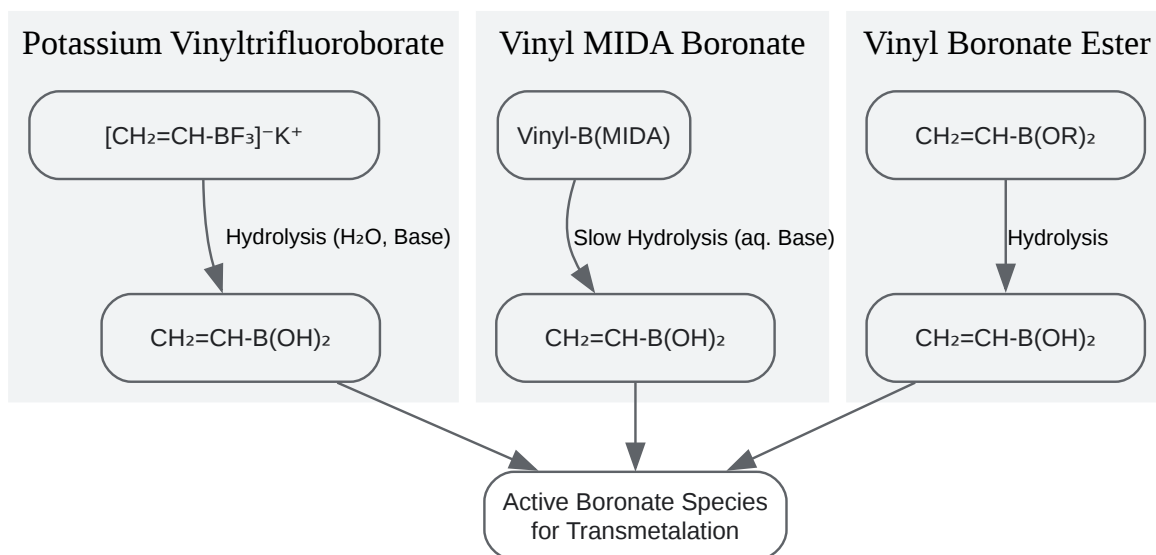 Potassium Vinyltrifluoroborate
[CH₂=CH-BF₃]⁻K⁺
Hydrolysis (H₂O, Base)
CH₂=CH-B(OH)₂
Vinyl MIDA Boronate
Vinyl-B(MIDA)
Slow Hydrolysis (aq. Base)
CH₂=CH-B(OH)₂
Vinyl Boronate Ester
CH₂=CH-B(OR)₂
Hydrolysis
CH₂=CH-B(OH)₂
Active Boronate Species
for Transmetalation